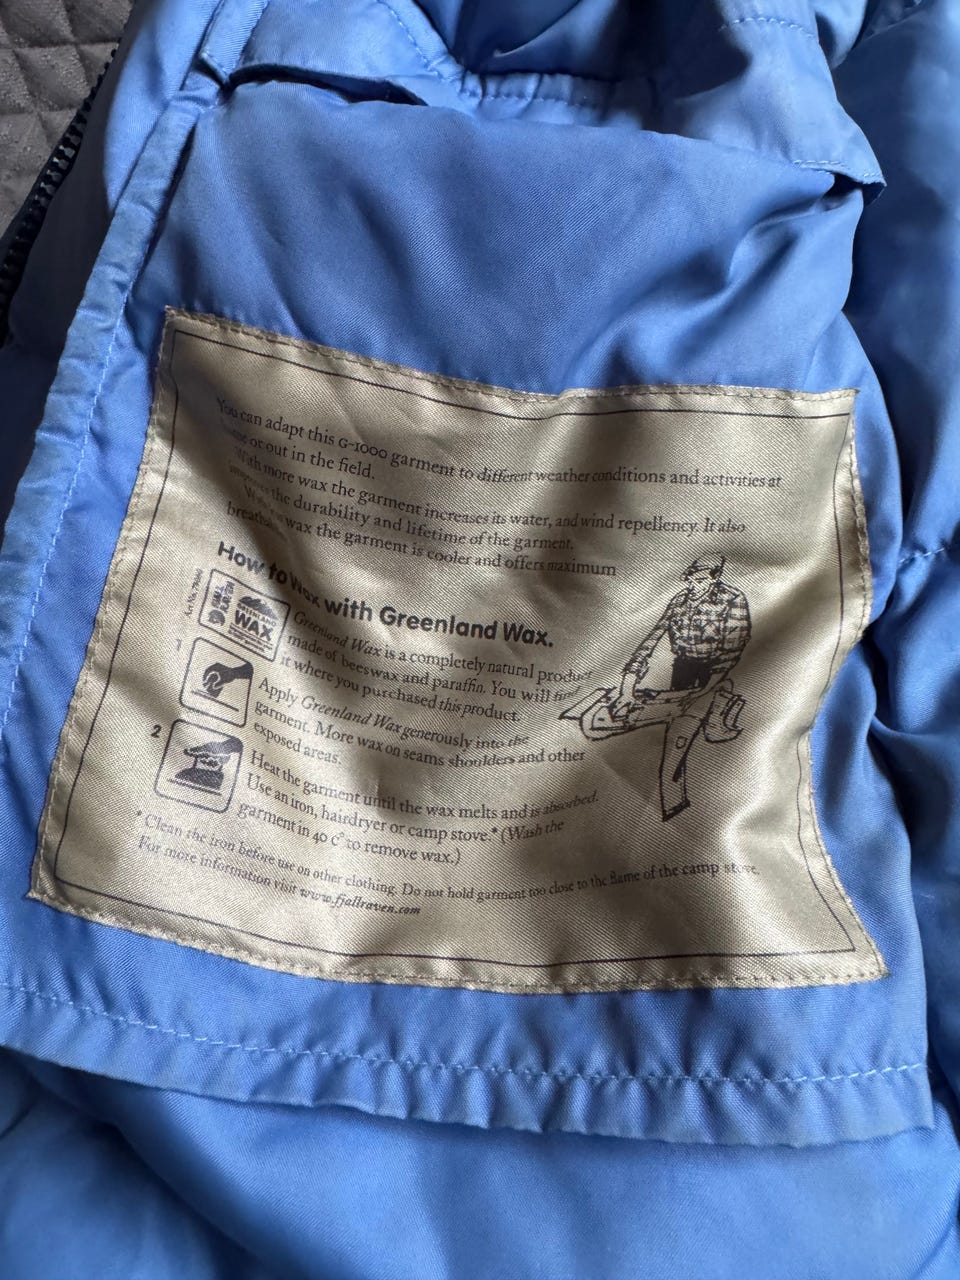 You can adapt this G-1000 garment to different weather conditions and activities at
or out in the field.
With more wax the garment increases its water, and wind repellency. It also
the durability and lifetime of the garment.
wax the garment is cooler and offers maximum
How to Wax with Greenland Wax.
GREENLAND
WAX
Greenland Wax is a completely natural product
made of beeswax and paraffin. You will find
it where you purchased this product.
1
Apply Greenland Wax generously into the
garment. More wax on seams shoulders and other
exposed areas.
2
Heat the garment until the wax melts and is absorbed.
Use an iron, hairdryer or camp stove.* (Wash the
garment in 40 c° to remove wax.)
* Clean the iron before use on other clothing. Do not hold garment too close to the flame of the camp stove.
For more information visit www.fjallraven.com